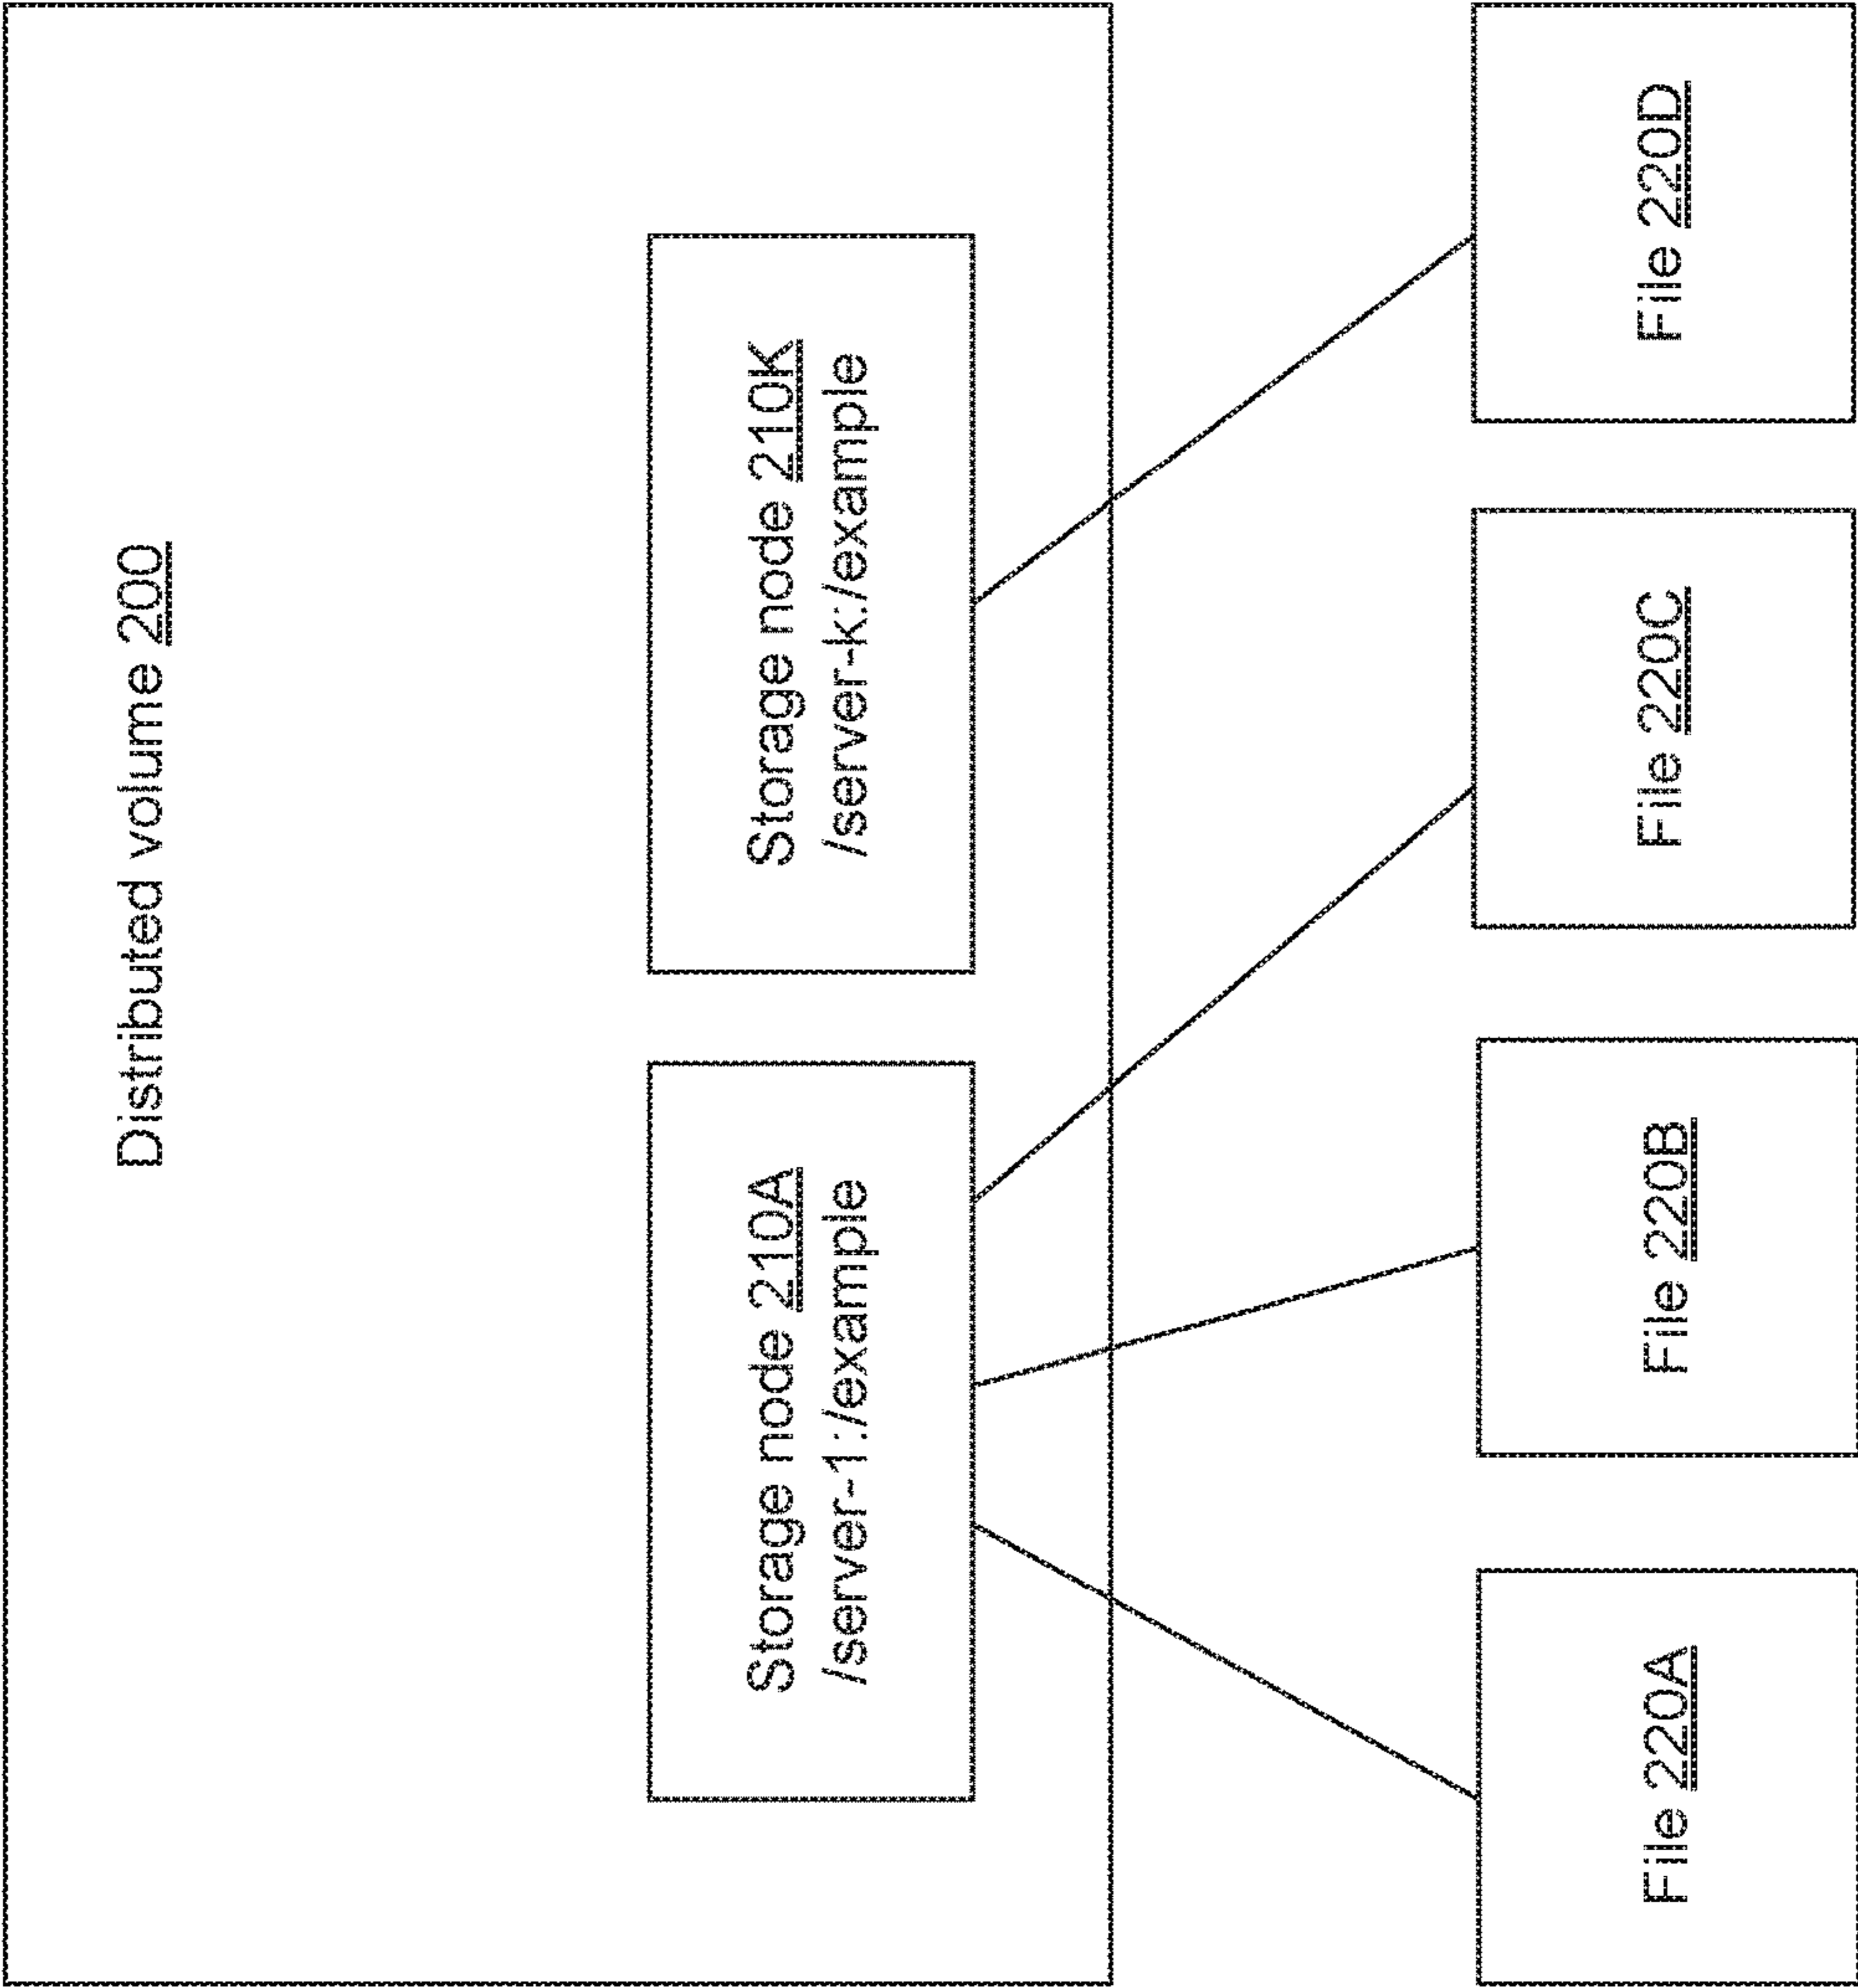 Distributed volume 200
Storage node 210A
/server-1:/example
Storage node 210K
/server-k:/example
File 220A
File 220B
File 220C
File 220D